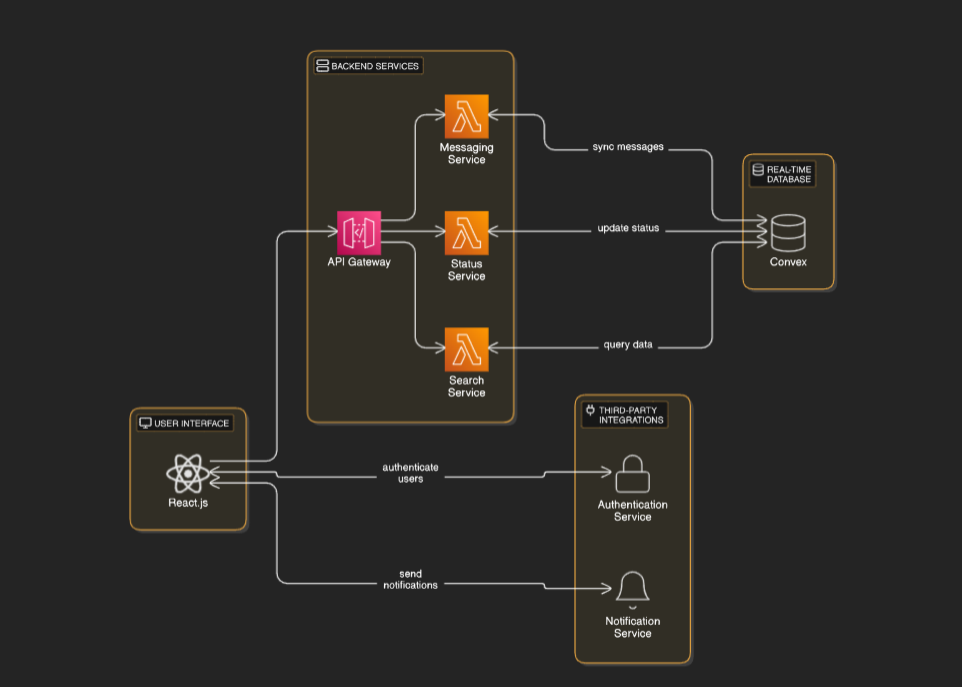 BACKEND SERVICES
Messaging
Service
sync messages
REAL-TIME
DATABASE
API Gateway
Status
Service
update status
Convex
Search
Service
query data
USER INTERFACE
React.js
THIRD-PARTY
INTEGRATIONS
authenticate
users
Authentication
Service
send
notifications
Notification
Service